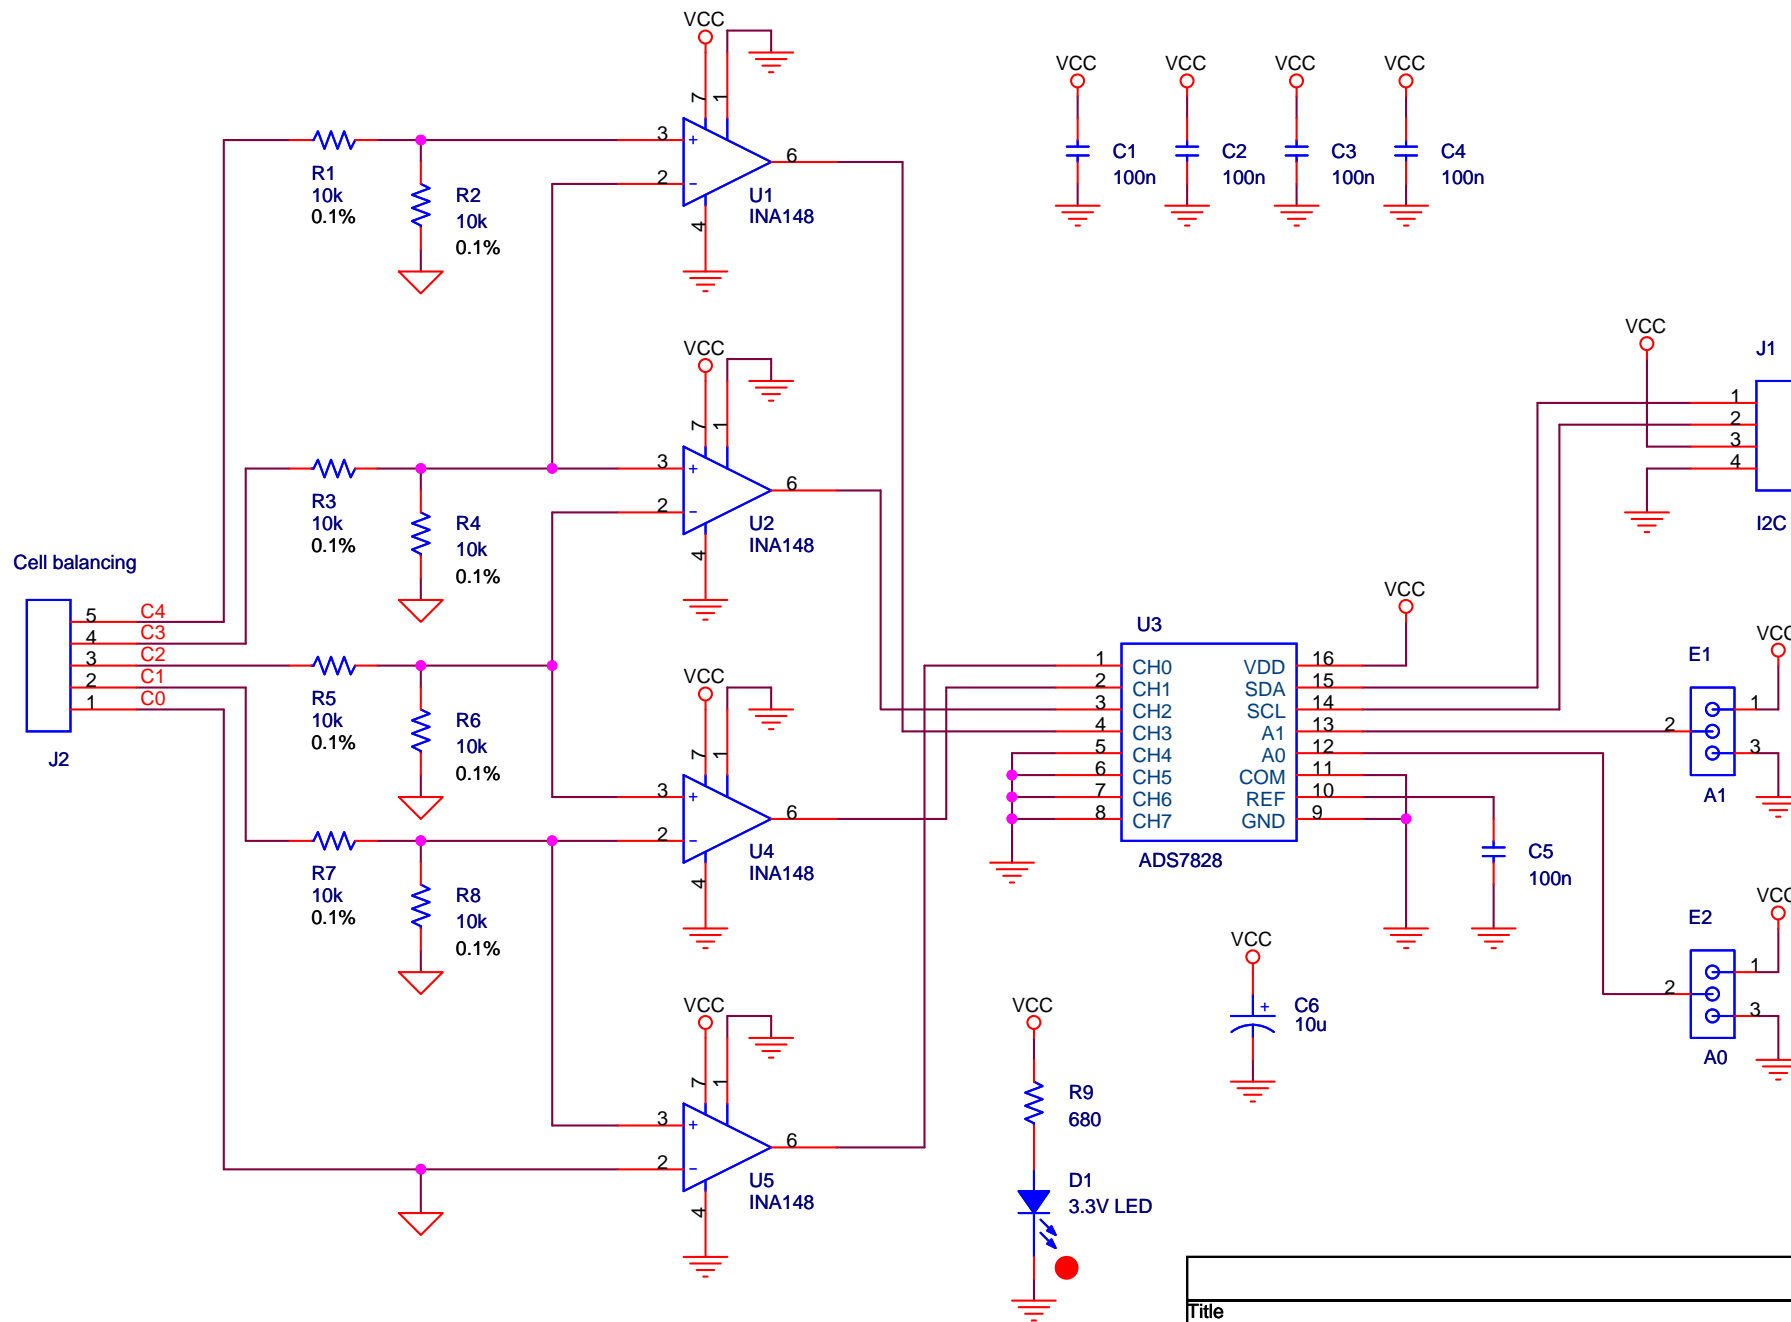 VCC
7
1
3
+
2
-
6
4
U1
INA148
R1
10k
0.1%
R2
10k
0.1%
VCC
C1
100n
VCC
C2
100n
VCC
C3
100n
VCC
C4
100n
VCC
7
1
3
+
2
-
6
4
U2
INA148
R3
10k
0.1%
R4
10k
0.1%
VCC
J1
1
2
3
4
I2C
Cell balancing
5 C4
4 C3
3 C2
2 C1
1 C0
J2
R5
10k
0.1%
R6
10k
0.1%
VCC
7
1
3
+
2
-
6
4
U4
INA148
R7
10k
0.1%
R8
10k
0.1%
VCC
U3
1 CH0 VDD 16
2 CH1 SDA 15
3 CH2 SCL 14
4 CH3 A1 13
5 CH4 A0 12
6 CH5 COM 11
7 CH6 REF 10
8 CH7 GND 9
ADS7828
C5
100n
VCC
E1
1
2
3
A1
VCC
E2
1
2
3
A0
VCC
7
1
3
+
2
-
6
4
U5
INA148
VCC
R9
680
D1
3.3V LED
VCC
+
C6
10u
Title